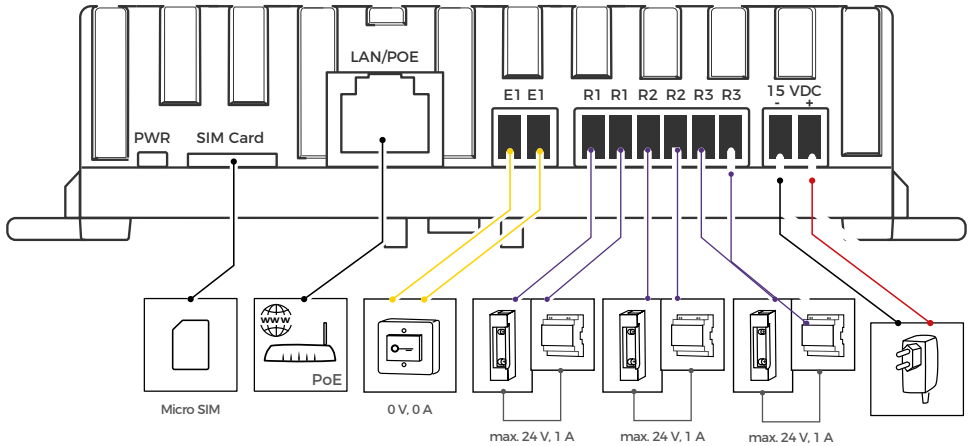 LAN/POE
E1 E1 R1 R1 R2 R2 R3 R3 15 VDC
- +
PWR SIM Card
www
PoE
Micro SIM 0 V, 0 A
max. 24 V, 1 A max. 24 V, 1 A max. 24 V, 1 A